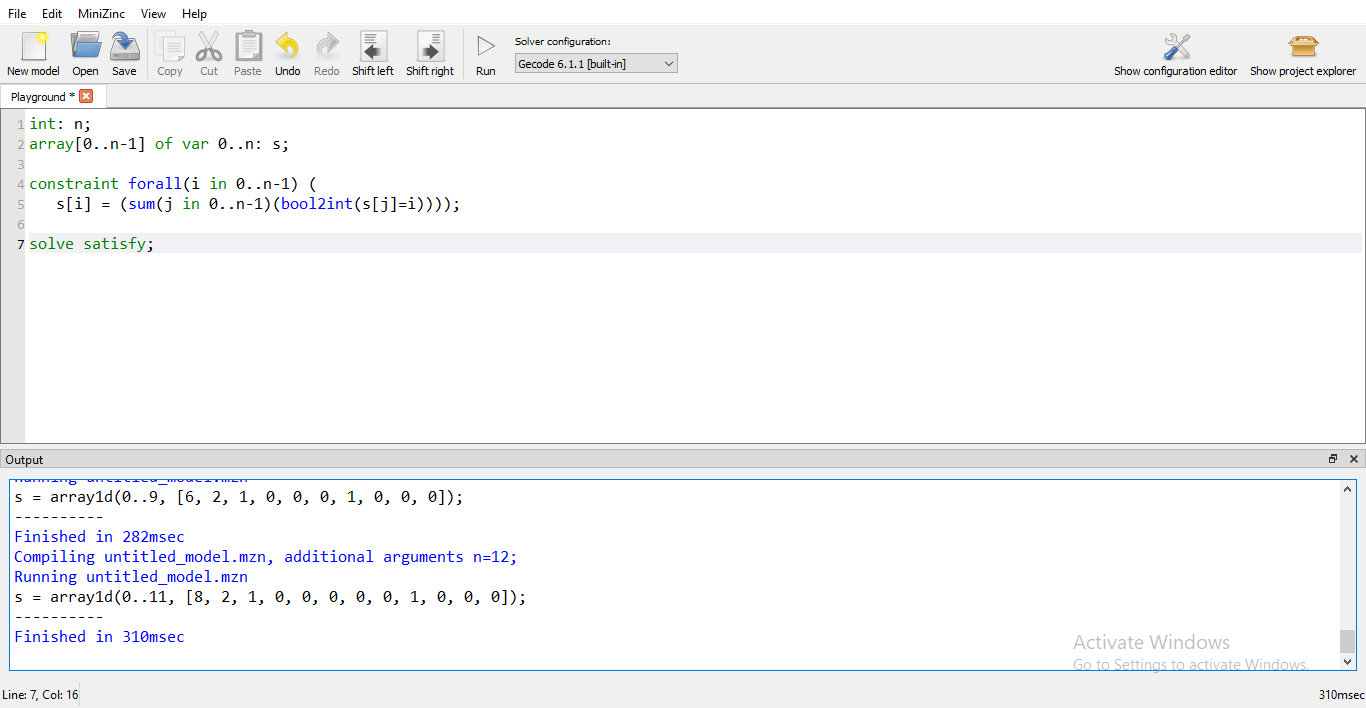 File Edit MiniZinc View Help
New model Open Save Copy Cut Paste Undo Redo Shift left Shift right Run
Solver configuration:
Gecode 6.1.1 [built-in]
Show configuration editor Show project explorer
Playground *
1 int: n;
2 array[0..n-1] of var 0..n: s;
3
4 constraint forall(i in 0..n-1) (
5 s[i] = (sum(j in 0..n-1)(bool2int(s[j]=i))));
6
7 solve satisfy;
Output
Running untitled_model.mzn
s = array1d(0..9, [6, 2, 1, 0, 0, 0, 1, 0, 0, 0]);
----------
Finished in 282msec
Compiling untitled_model.mzn, additional arguments n=12;
Running untitled_model.mzn
s = array1d(0..11, [8, 2, 1, 0, 0, 0, 0, 0, 1, 0, 0, 0]);
----------
Finished in 310msec
Activate Windows
Go to Settings to activate Windows.
Line: 7, Col: 16
310msec